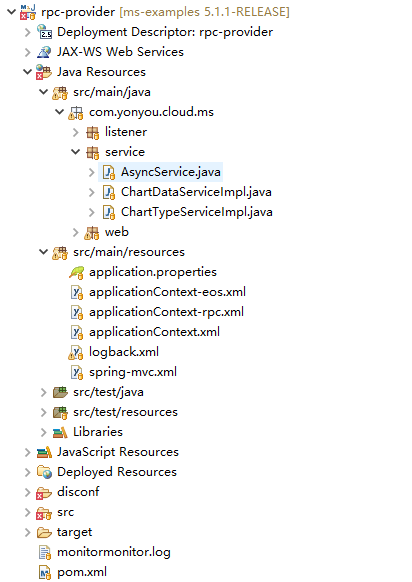 rpc-provider [ms-examples 5.1.1-RELEASE]
Deployment Descriptor: rpc-provider
JAX-WS Web Services
Java Resources
src/main/java
com.yonyou.cloud.ms
listener
service
AsyncService.java
ChartDataServiceImpl.java
ChartTypeServiceImpl.java
web
src/main/resources
application.properties
applicationContext-eos.xml
applicationContext-rpc.xml
applicationContext.xml
logback.xml
spring-mvc.xml
src/test/java
src/test/resources
Libraries
JavaScript Resources
Deployed Resources
disconf
src
target
monitormonitor.log
pom.xml